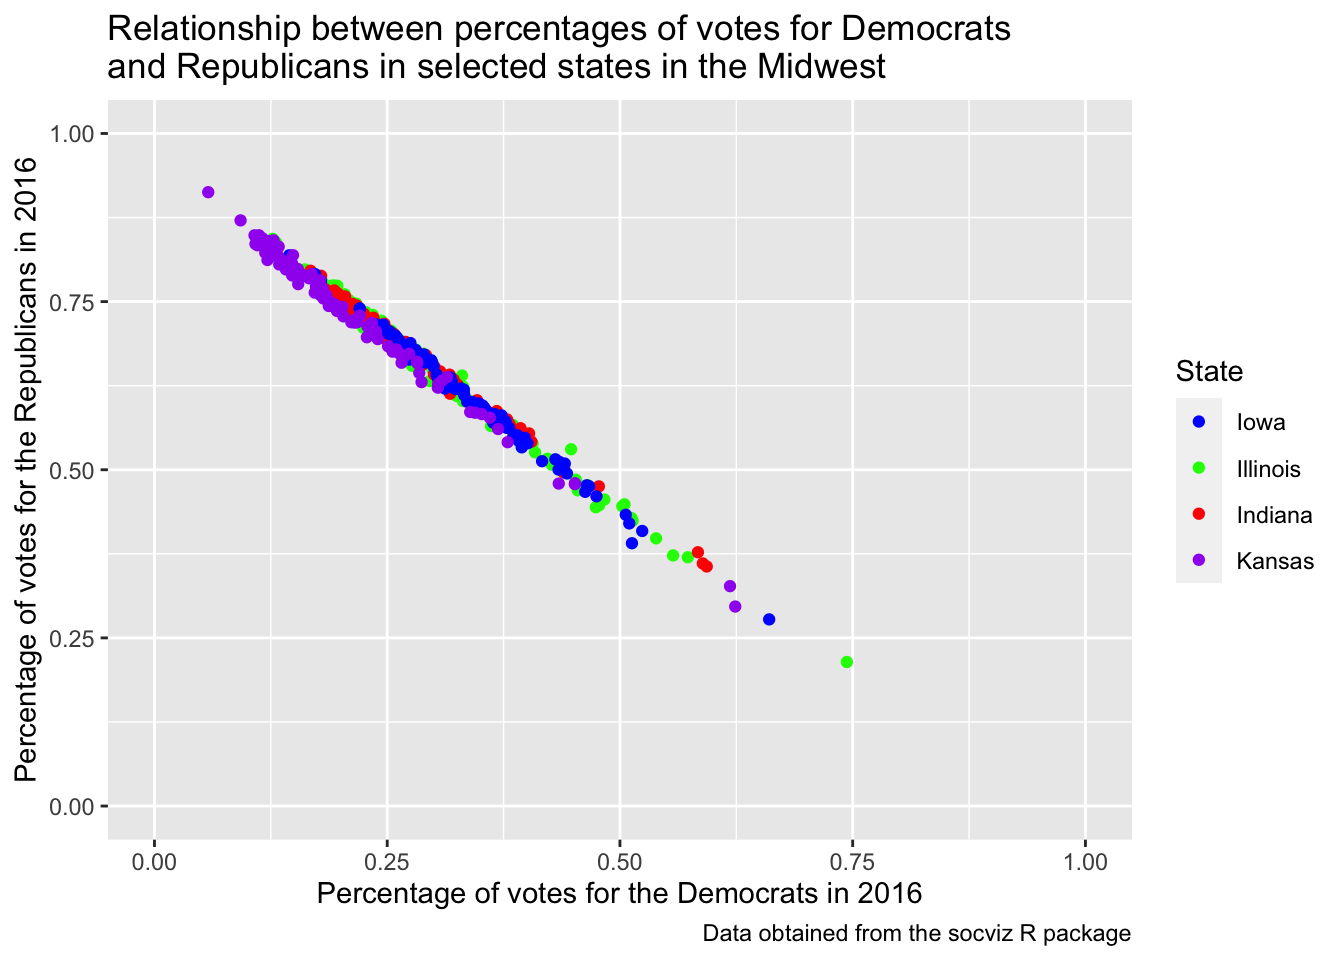 Relationship between percentages of votes for Democrats
and Republicans in selected states in the Midwest
Percentage of votes for the Republicans in 2016
1.00
0.75
0.50
0.25
0.00
0.00 0.25 0.50 0.75 1.00
Percentage of votes for the Democrats in 2016
State
Iowa
Illinois
Indiana
Kansas
Data obtained from the socviz R package